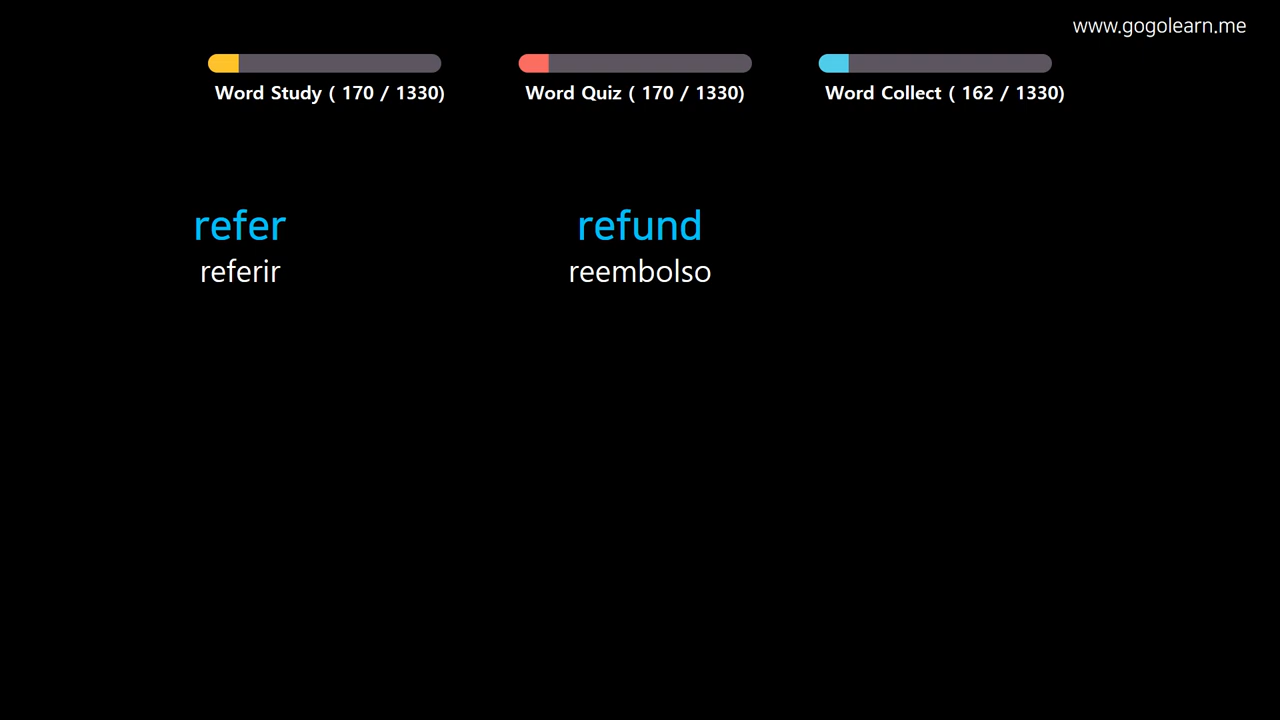 www.gogolearn.me
Word Study ( 170 / 1330)
Word Quiz ( 170 / 1330)
Word Collect ( 162 / 1330)
refer
referir
refund
reembolso